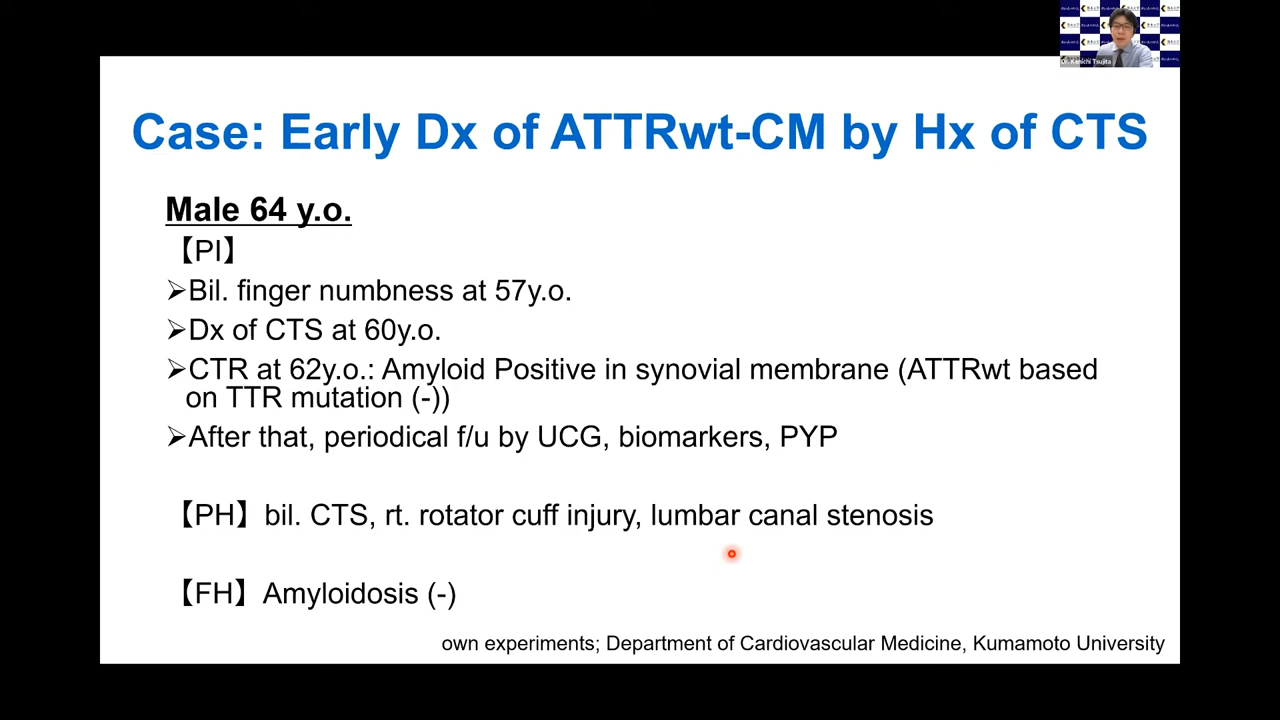 Dr. Kenichi Tsujita
Case: Early Dx of ATTRwt-CM by Hx of CTS
Male 64 y.o.
【PI】
➢Bil. finger numbness at 57y.o.
➢Dx of CTS at 60y.o.
➢CTR at 62y.o.: Amyloid Positive in synovial membrane (ATTRwt based
on TTR mutation (-))
➢After that, periodical f/u by UCG, biomarkers, PYP
【PH】bil. CTS, rt. rotator cuff injury, lumbar canal stenosis
【FH】Amyloidosis (-)
own experiments; Department of Cardiovascular Medicine, Kumamoto University